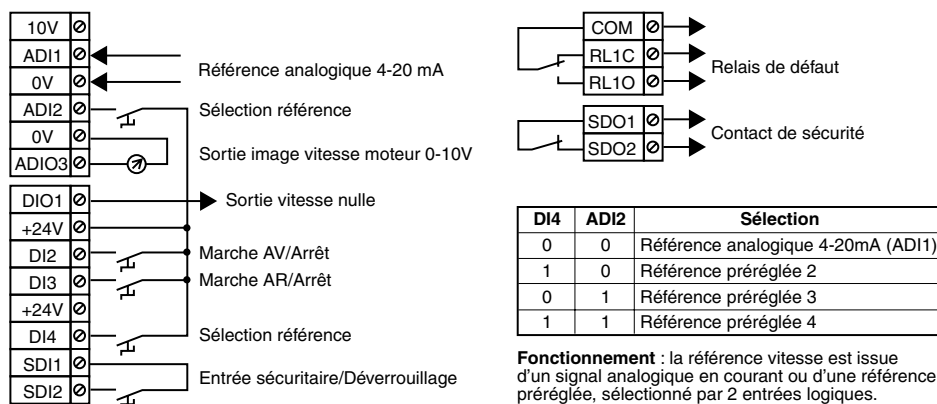 10V
ADI1
0V
Référence analogique 4-20 mA
ADI2
Sélection référence
0V
ADIO3
Sortie image vitesse moteur 0-10V
DIO1
Sortie vitesse nulle
+24V
DI2
Marche AV/Arrêt
DI3
Marche AR/Arrêt
+24V
DI4
Sélection référence
SDI1
SDI2
Entrée sécuritaire/Déverrouillage
COM
RL1C
RL1O
Relais de défaut
SDO1
SDO2
Contact de sécurité
DI4 ADI2 Sélection
0 0 Référence analogique 4-20mA (ADI1)
1 0 Référence préréglée 2
0 1 Référence préréglée 3
1 1 Référence préréglée 4
Fonctionnement : la référence vitesse est issue
d'un signal analogique en courant ou d'une référence
préréglée, sélectionné par 2 entrées logiques.